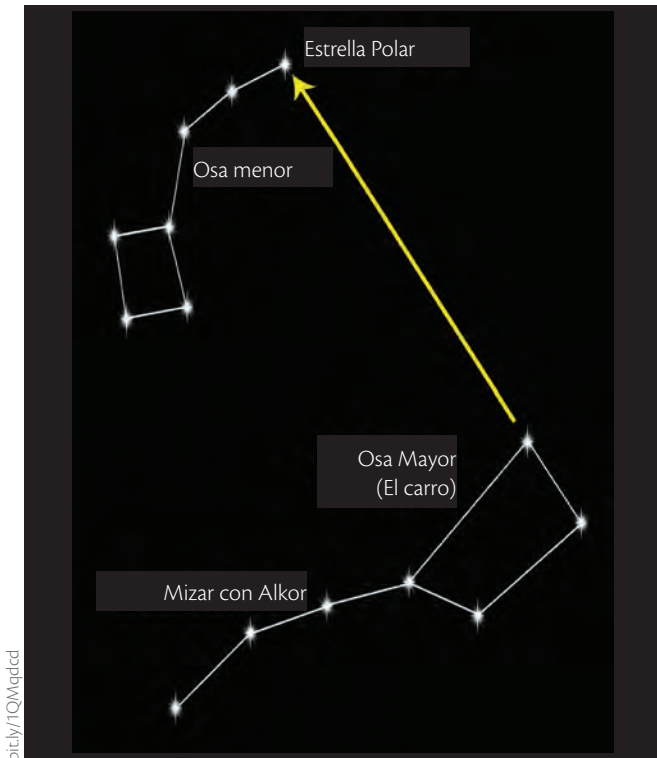 Estrella Polar
Osa menor
Osa Mayor
(El carro)
Mizar con Alkor
bit.ly/1QMqdcd